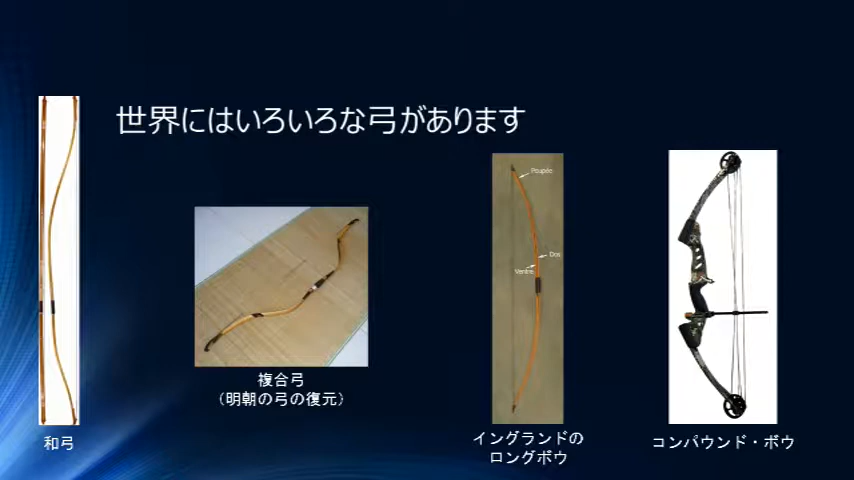 世界にはいろいろな弓があります
Poupée
Dos
Ventre
和弓
複合弓
（明朝の弓の復元）
イングランドの
ロングボウ
コンパウンド・ボウ